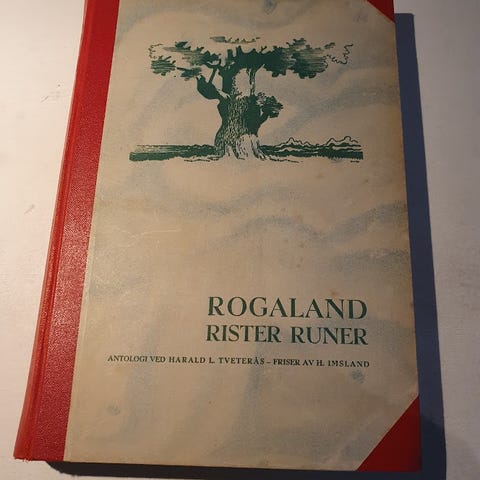 ROGALAND
RISTER RUNER
ANTOLOGI VED HARALD L. TVETERÅS – FRISER AV H. IMSLAND